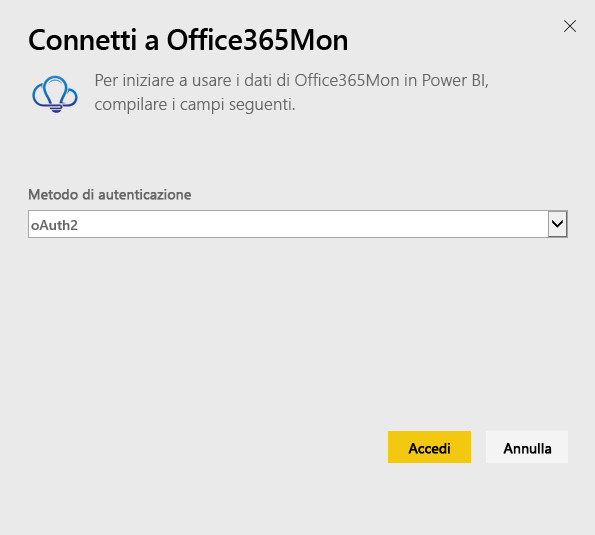 Connetti a Office365Mon
Per iniziare a usare i dati di Office365Mon in Power BI,
compilare i campi seguenti.
Metodo di autenticazione
oAuth2
Accedi
Annulla